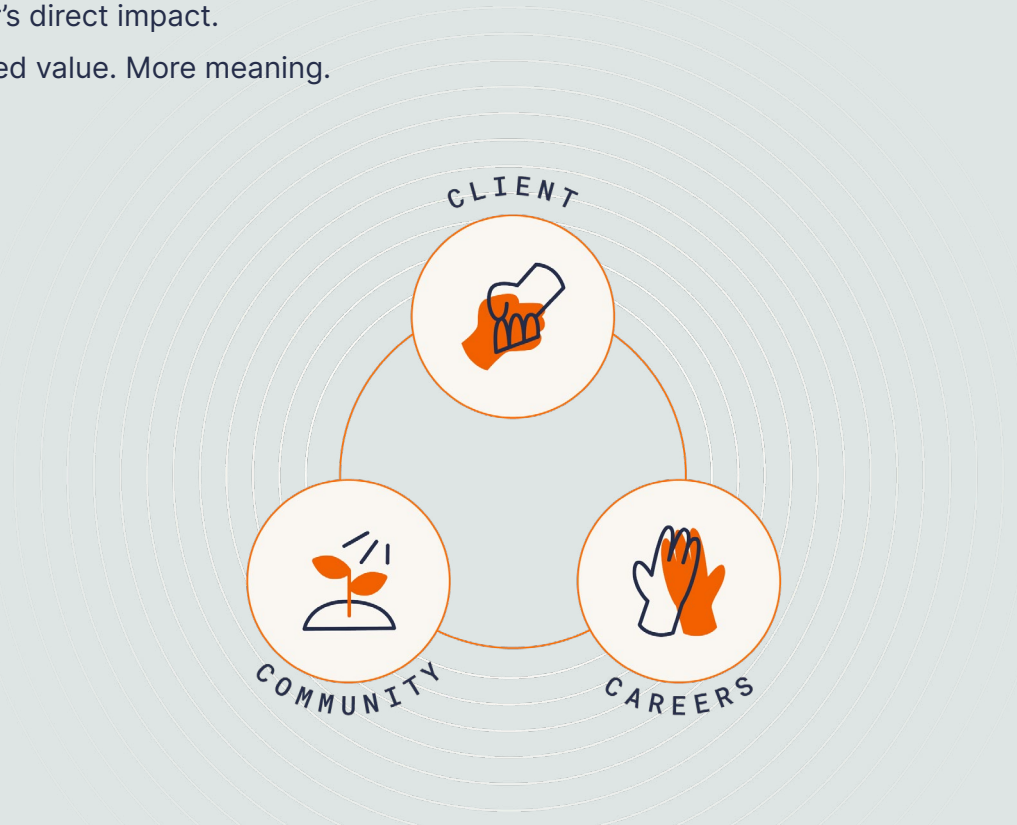 's direct impact.
ed value. More meaning.
CLIENT
COMMUNITY
CAREERS